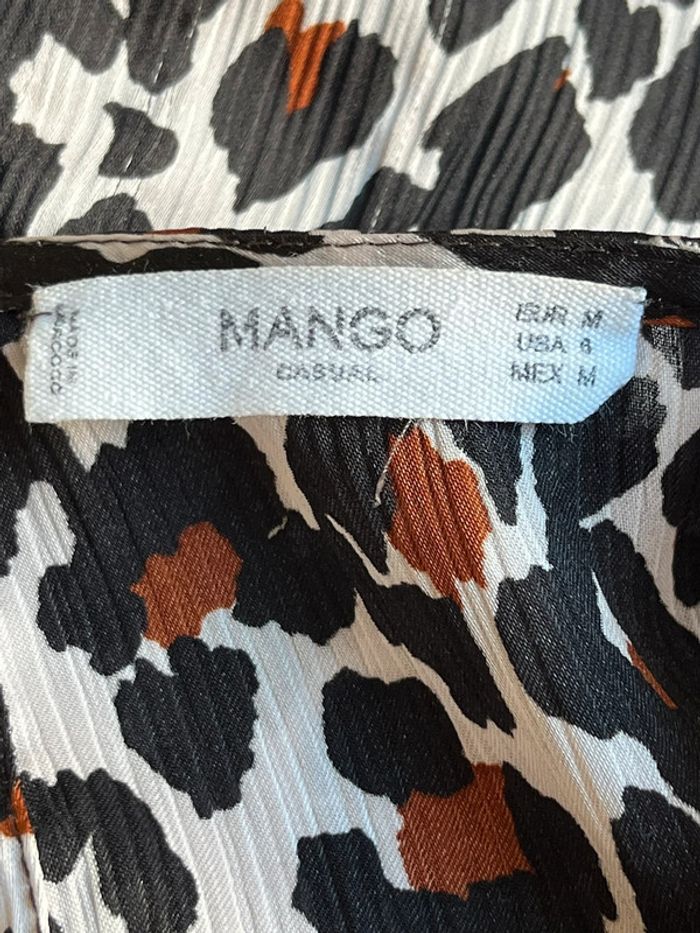 MADE IN
MOROCCO
MANGO
CASUAL
EUR M
USA 6
MEX M